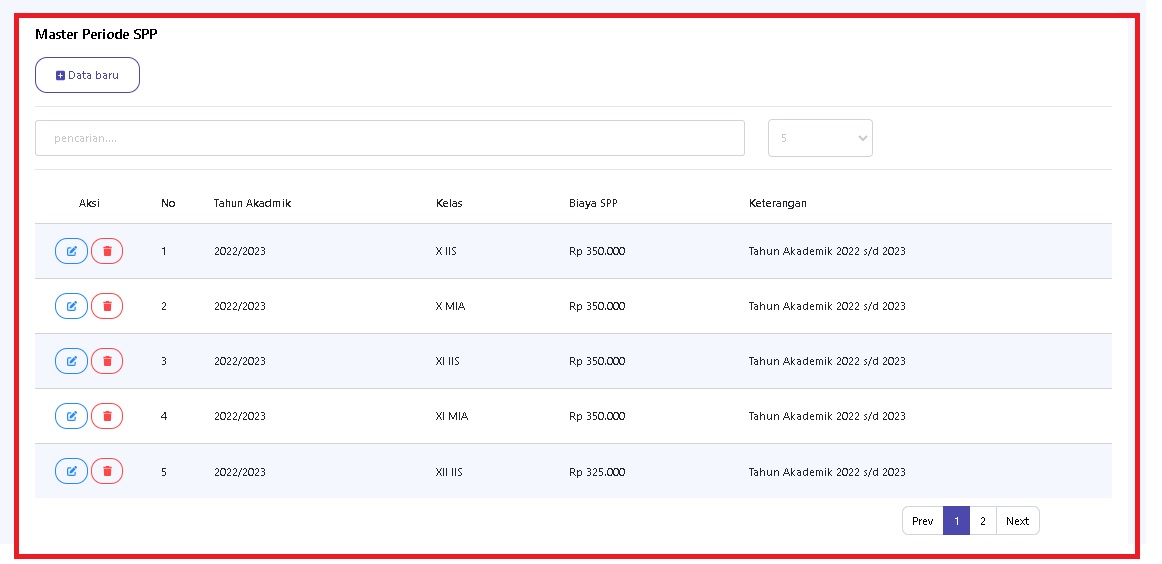 Master Periode SPP
Data baru
pencarian.... 5
Aksi No Tahun Akadmik Kelas Biaya SPP Keterangan
1 2022/2023 X IIS Rp 350.000 Tahun Akademik 2022 s/d 2023
2 2022/2023 X MIA Rp 350.000 Tahun Akademik 2022 s/d 2023
3 2022/2023 XI IIS Rp 350.000 Tahun Akademik 2022 s/d 2023
4 2022/2023 XI MIA Rp 350.000 Tahun Akademik 2022 s/d 2023
5 2022/2023 XII IIS Rp 325.000 Tahun Akademik 2022 s/d 2023
Prev 1 2 Next